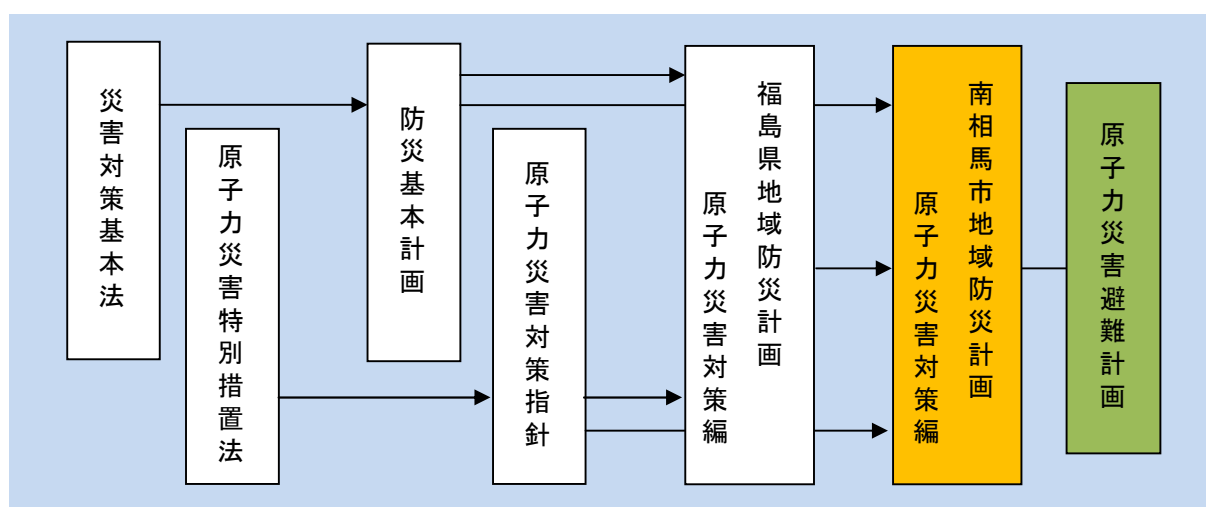 災害対策基本法
原子力災害特別措置法
防災基本計画
原子力災害対策指針
福島県地域防災計画
原子力災害対策編
南相馬市地域防災計画
原子力災害対策編
原子力災害避難計画